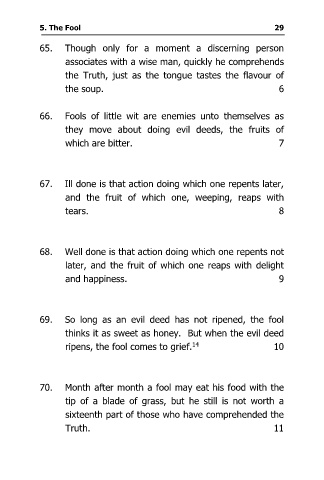 5. The Fool 29
65. Though only for a moment a discerning person
associates with a wise man, quickly he comprehends
the Truth, just as the tongue tastes the flavour of
the soup. 6
66. Fools of little wit are enemies unto themselves as
they move about doing evil deeds, the fruits of
which are bitter. 7
67. Ill done is that action doing which one repents later,
and the fruit of which one, weeping, reaps with
tears. 8
68. Well done is that action doing which one repents not
later, and the fruit of which one reaps with delight
and happiness. 9
69. So long as an evil deed has not ripened, the fool
thinks it as sweet as honey. But when the evil deed
ripens, the fool comes to grief.14 10
70. Month after month a fool may eat his food with the
tip of a blade of grass, but he still is not worth a
sixteenth part of those who have comprehended the
Truth. 11